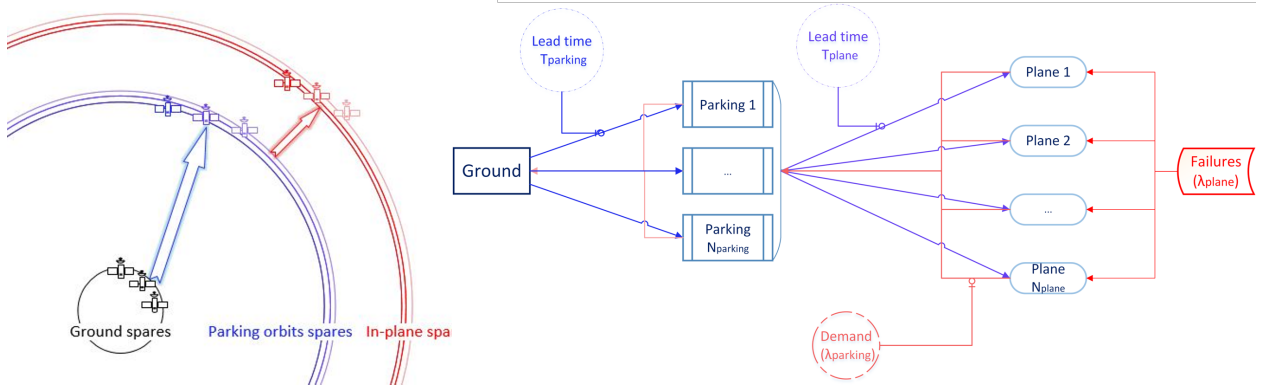 Ground spares
Parking orbits spares
In-plane spa
Lead time
Tparking
Lead time
Tplane
Ground
Parking 1
...
Parking
Nparking
Plane 1
Plane 2
...
Plane
Nplane
Failures
(λplane)
Demand
(λparking)